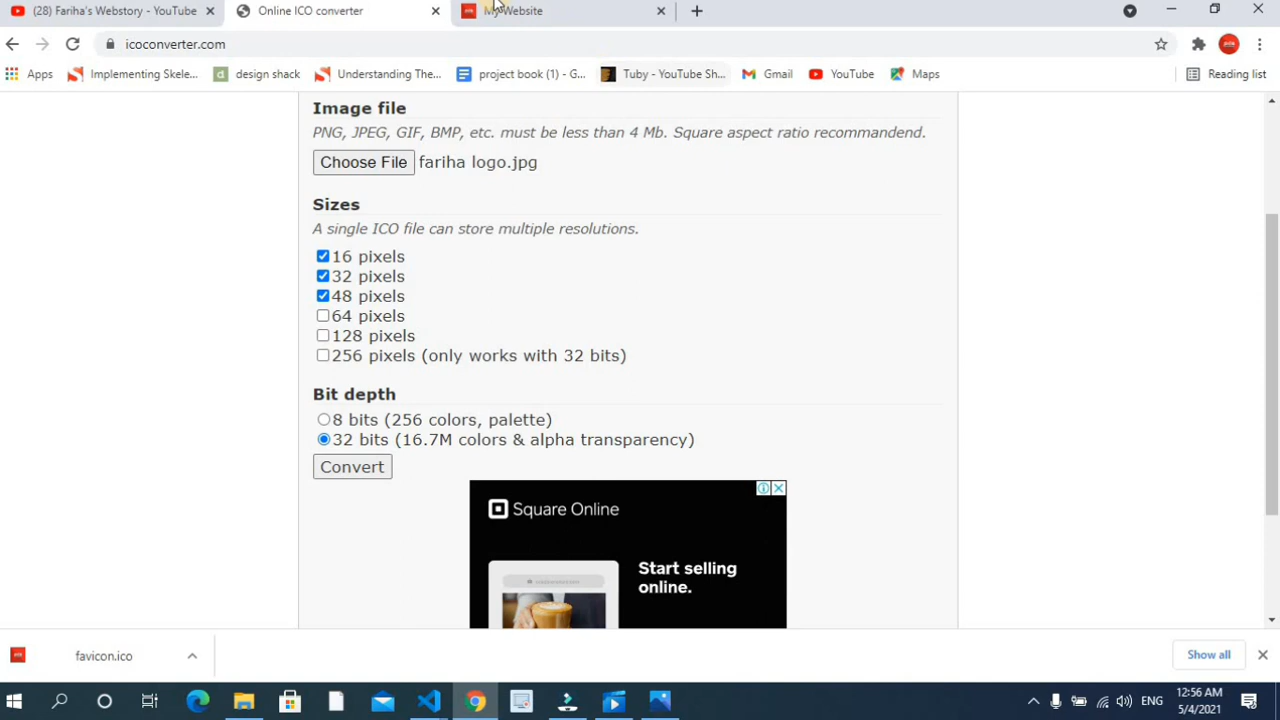 (28) Fariha's Webstory - YouTube
Online ICO converter
My Website
icoconverter.com
Apps
Implementing Skele...
design shack
Understanding The...
project book (1) - G...
Tuby - YouTube Sh...
Gmail
YouTube
Maps
Reading list
Image file
PNG, JPEG, GIF, BMP, etc. must be less than 4 Mb. Square aspect ratio recommandend.
Choose File fariha logo.jpg
Sizes
A single ICO file can store multiple resolutions.
16 pixels
32 pixels
48 pixels
64 pixels
128 pixels
256 pixels (only works with 32 bits)
Bit depth
8 bits (256 colors, palette)
32 bits (16.7M colors & alpha transparency)
Convert
Square Online
Start selling
online.
favicon.ico
Show all
ENG
12:56 AM
5/4/2021